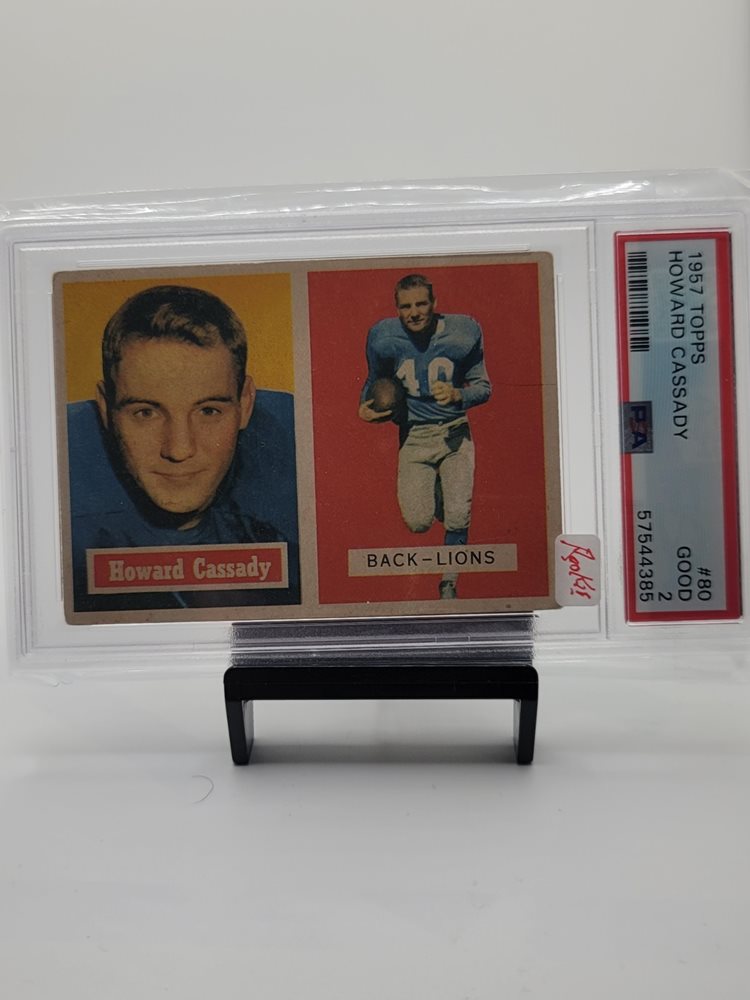 Howard Cassady
40
BACK-LIONS
Rookie
1957 TOPPS
HOWARD CASSADY
#80
GOOD
2
PSA
57544385